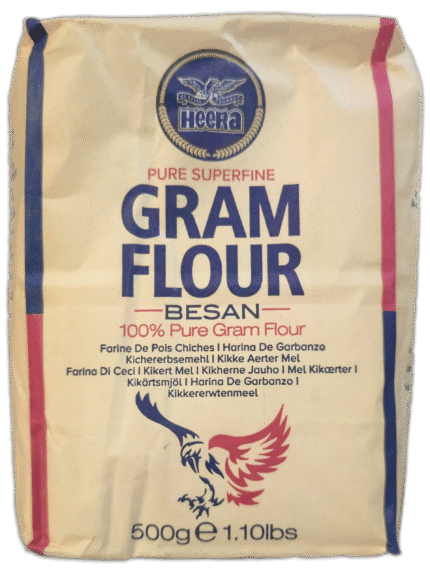 HEERA
PURE SUPERFINE
GRAM
FLOUR
BESAN
100% Pure Gram Flour
Farine De Pois Chiches I Harina De Garbanzo
Kichererbsemehl I Kikke Aerter Mel
Farina Di Ceci I Kikert Mel I Kikherne Jauho I Mel Kikærter I
Kikörtsmjöl I Harina De Garbanzo I
Kikkererwtenmeel
500g e 1.10lbs